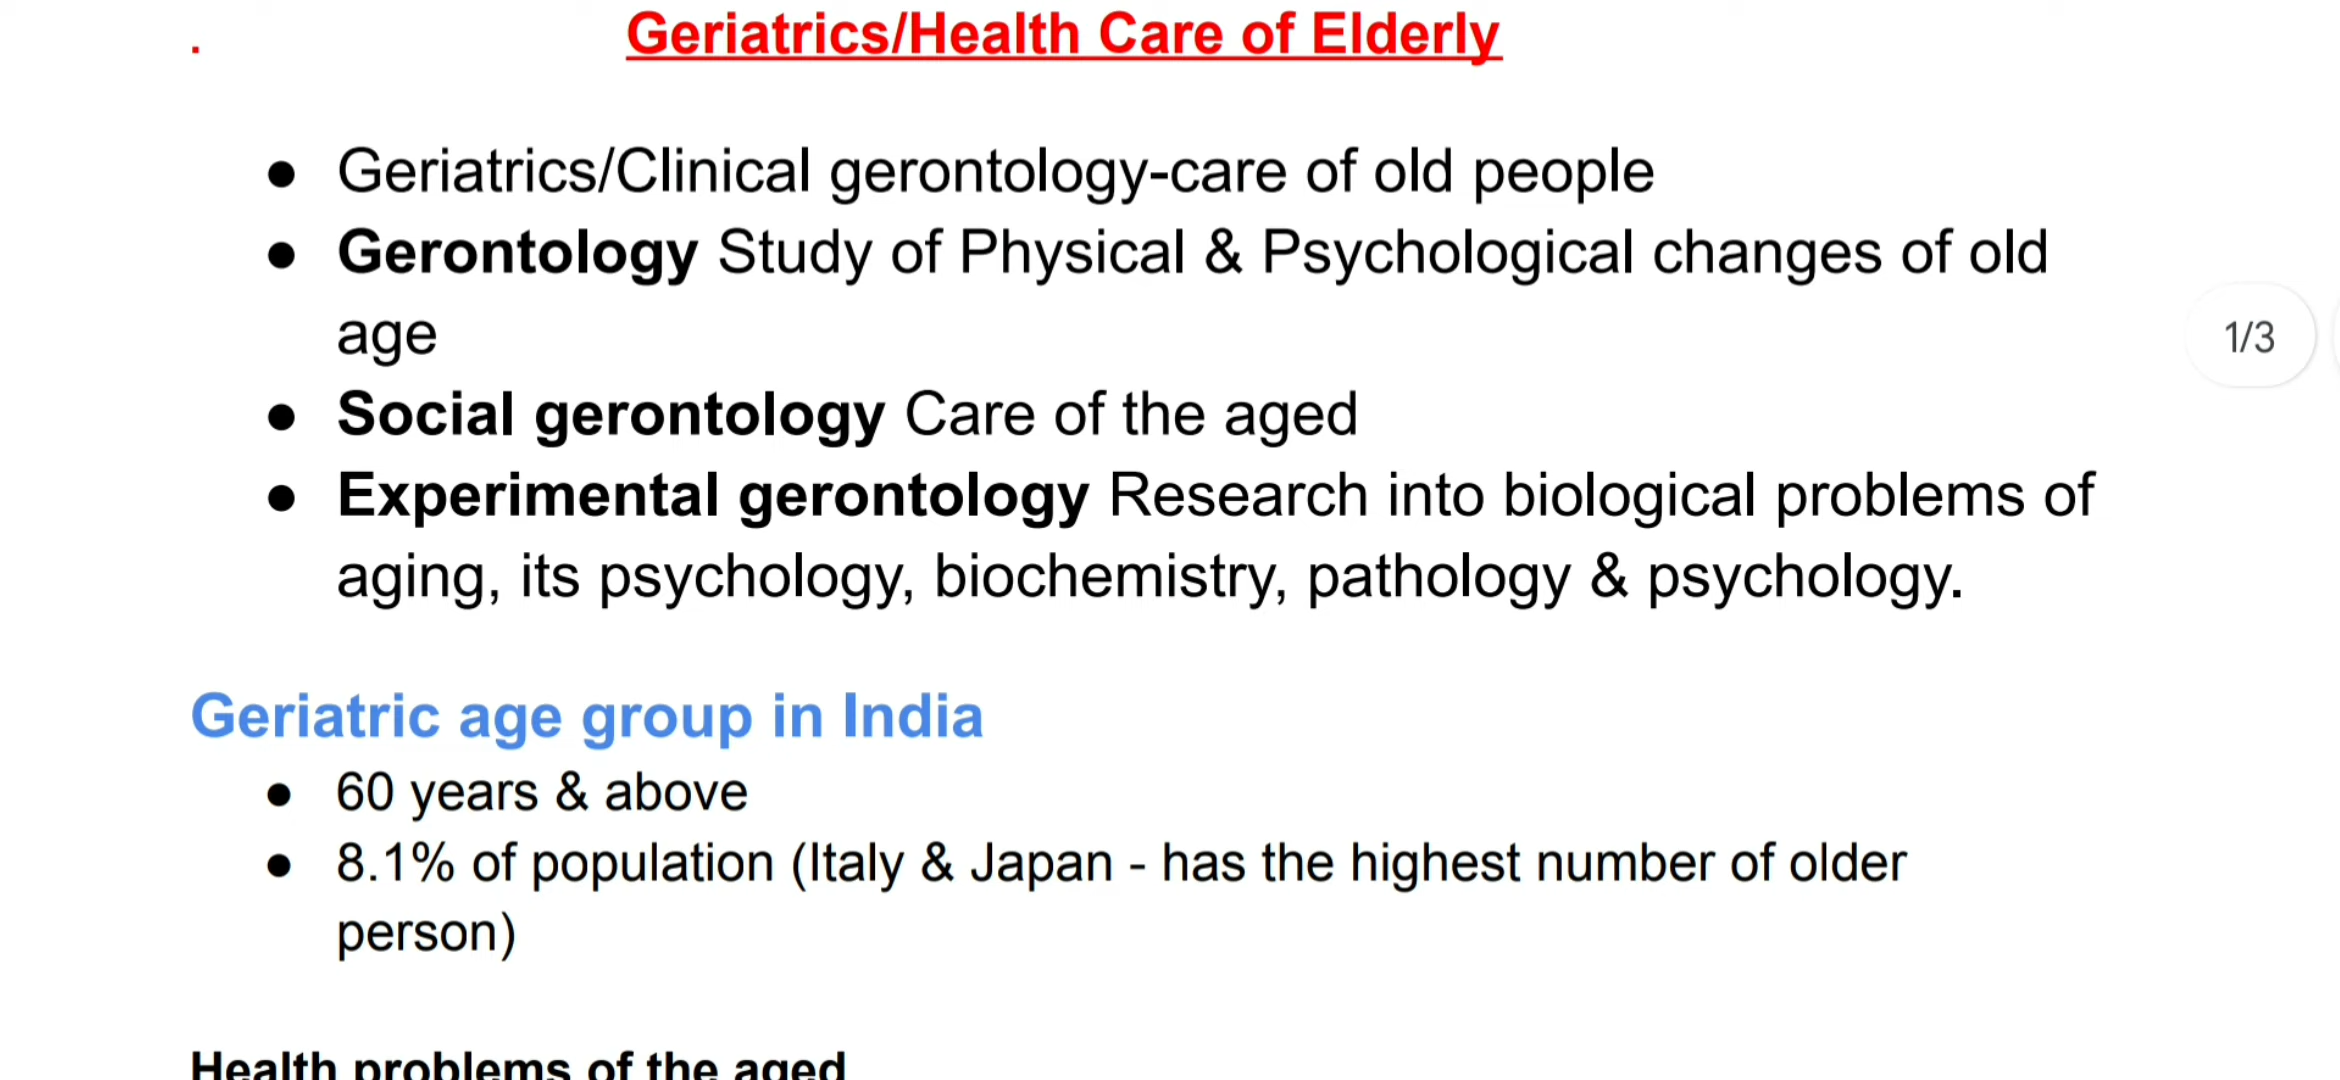 Geriatrics/Health Care of Elderly
● Geriatrics/Clinical gerontology-care of old people
● Gerontology Study of Physical & Psychological changes of old
age
1/3
● Social gerontology Care of the aged
● Experimental gerontology Research into biological problems of
aging, its psychology, biochemistry, pathology & psychology.
Geriatric age group in India
● 60 years & above
● 8.1% of population (Italy & Japan - has the highest number of older
person)
Health problems of the aged